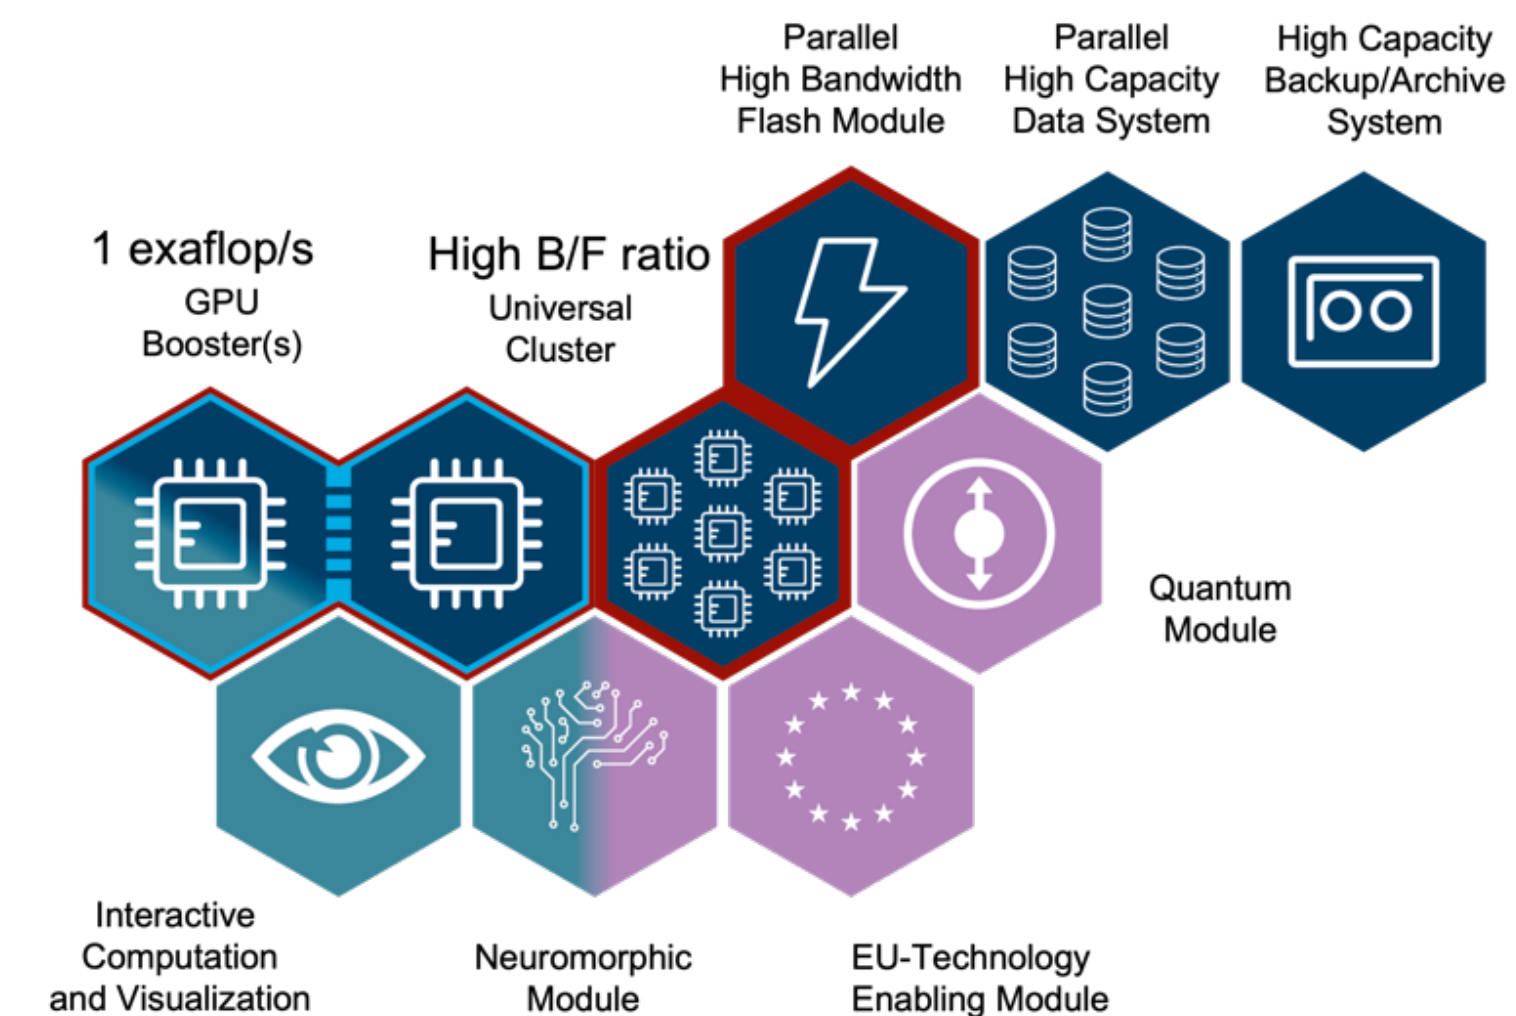 Parallel
High Bandwidth
Flash Module
Parallel
High Capacity
Data System
High Capacity
Backup/Archive
System
1 exaflop/s
GPU
Booster(s)
High B/F ratio
Universal
Cluster
Quantum
Module
Interactive
Computation
and Visualization
Neuromorphic
Module
EU-Technology
Enabling Module